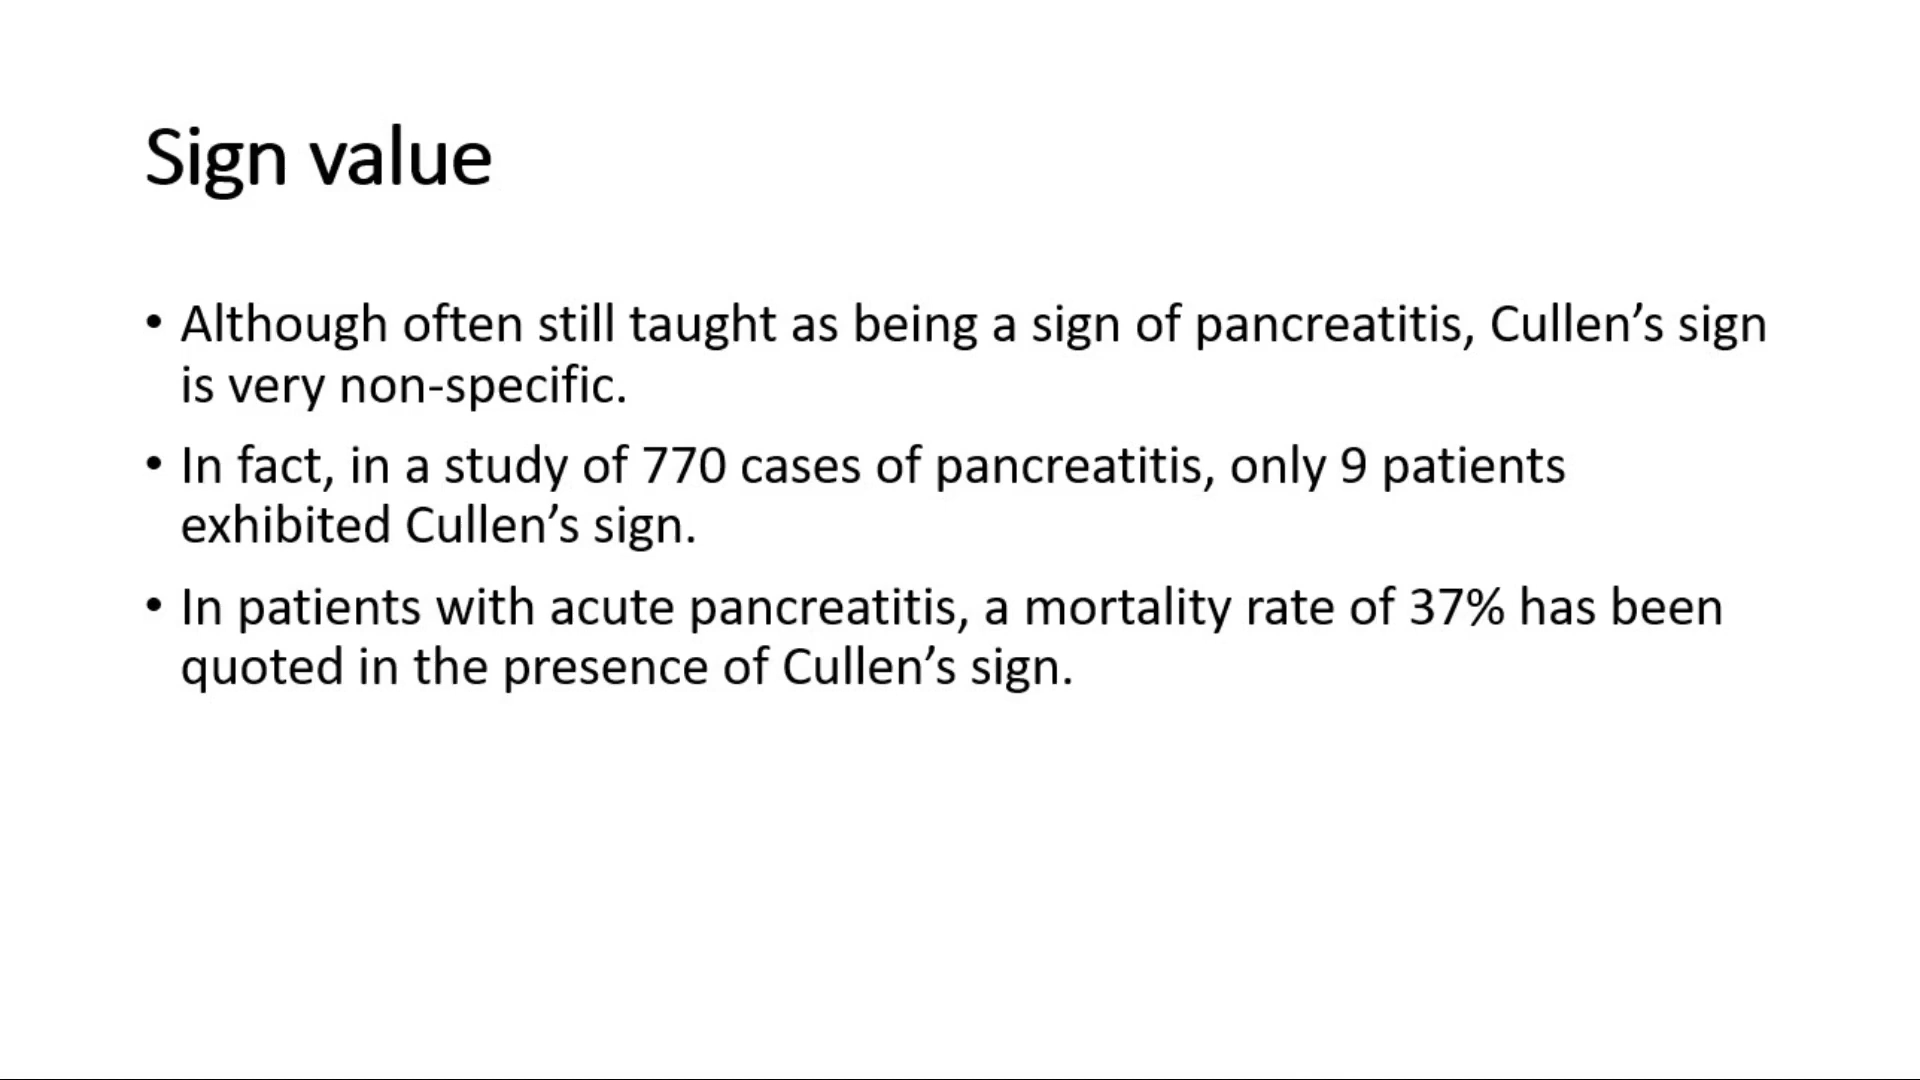 Sign value
• Although often still taught as being a sign of pancreatitis, Cullen’s sign
is very non-specific.
• In fact, in a study of 770 cases of pancreatitis, only 9 patients
exhibited Cullen’s sign.
• In patients with acute pancreatitis, a mortality rate of 37% has been
quoted in the presence of Cullen’s sign.